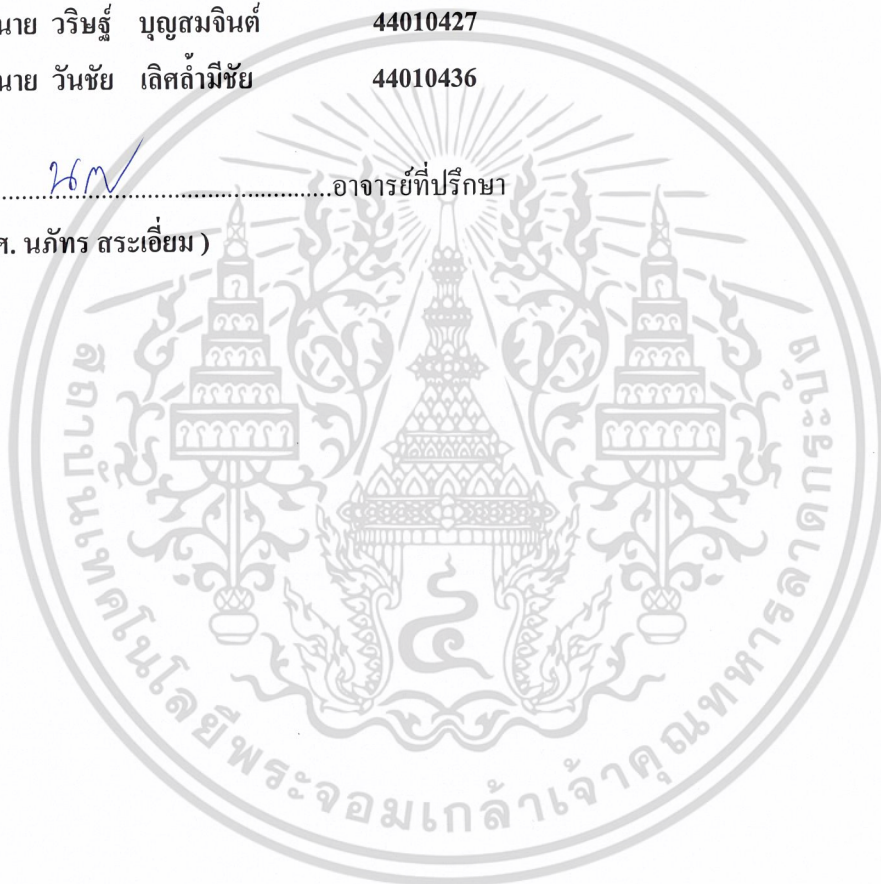 นาย วริษฐ์ บุญสมจินต์ 44010427
นาย วันชัย เลิศล้ำมีชัย 44010436
อาจารย์ที่ปรึกษา
ศ. นภัทร สระเอี่ยม )
สถาบันเทคโนโลยีพระจอมเกล้าเจ้าคุณทหารลาดกระบัง